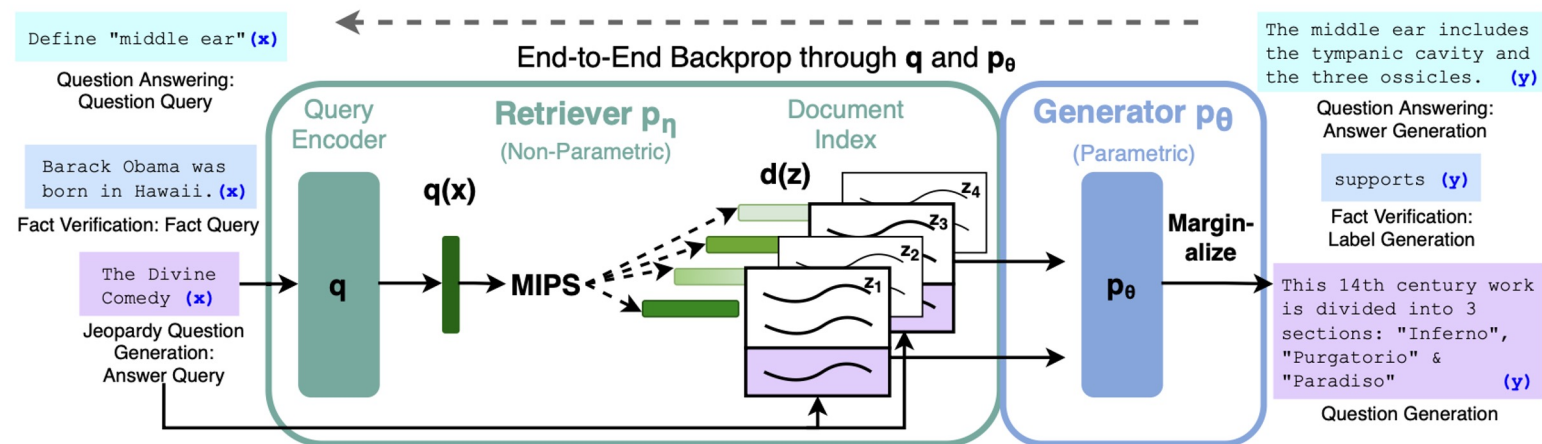 Define "middle ear" (x)
Question Answering:
Question Query
Barack Obama was
born in Hawaii. (x)
Fact Verification: Fact Query
The Divine
Comedy (x)
Jeopardy Question
Generation:
Answer Query
End-to-End Backprop through q and pθ
Query
Encoder
Retriever pη
(Non-Parametric)
Document
Index
q
q(x)
MIPS
d(z)
z4
z3
z2
z1
Generator pθ
(Parametric)
pθ
Margin-
alize
The middle ear includes
the tympanic cavity and
the three ossicles. (y)
Question Answering:
Answer Generation
supports (y)
Fact Verification:
Label Generation
This 14th century work
is divided into 3
sections: "Inferno",
"Purgatorio" &
"Paradiso" (y)
Question Generation